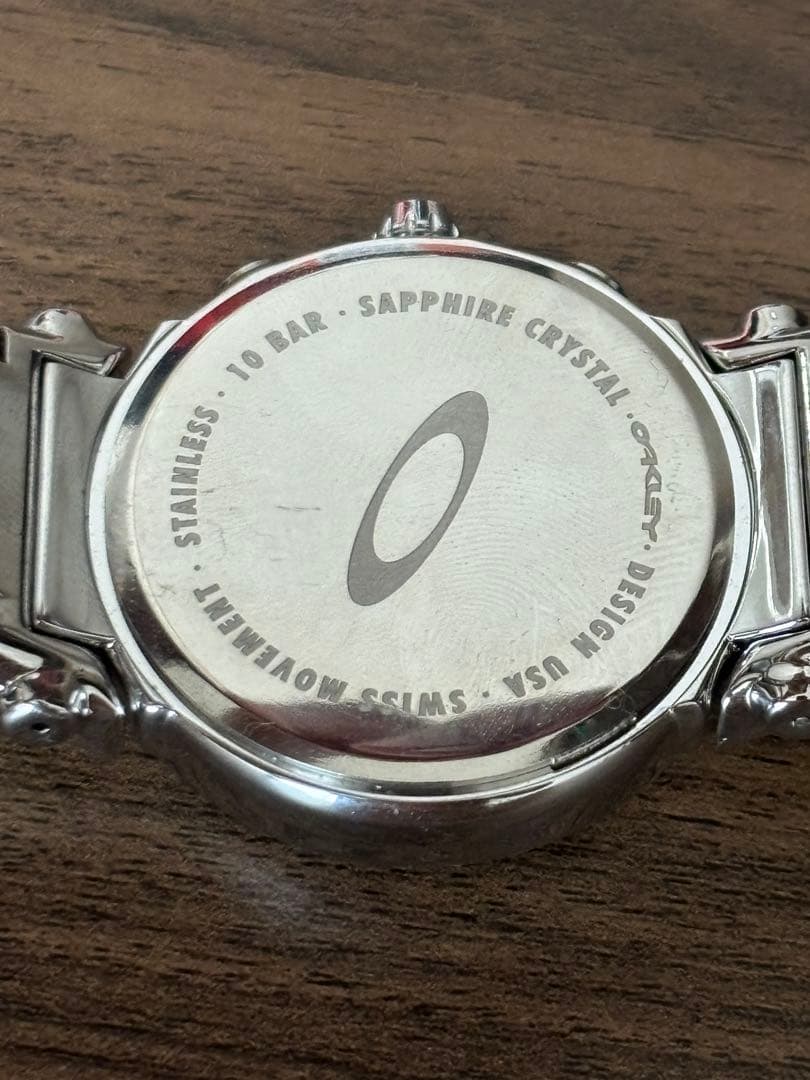 STAINLESS · 10 BAR · SAPPHIRE CRYSTAL · OAKLEY · DESIGN USA · SWISS MOVEMENT ·